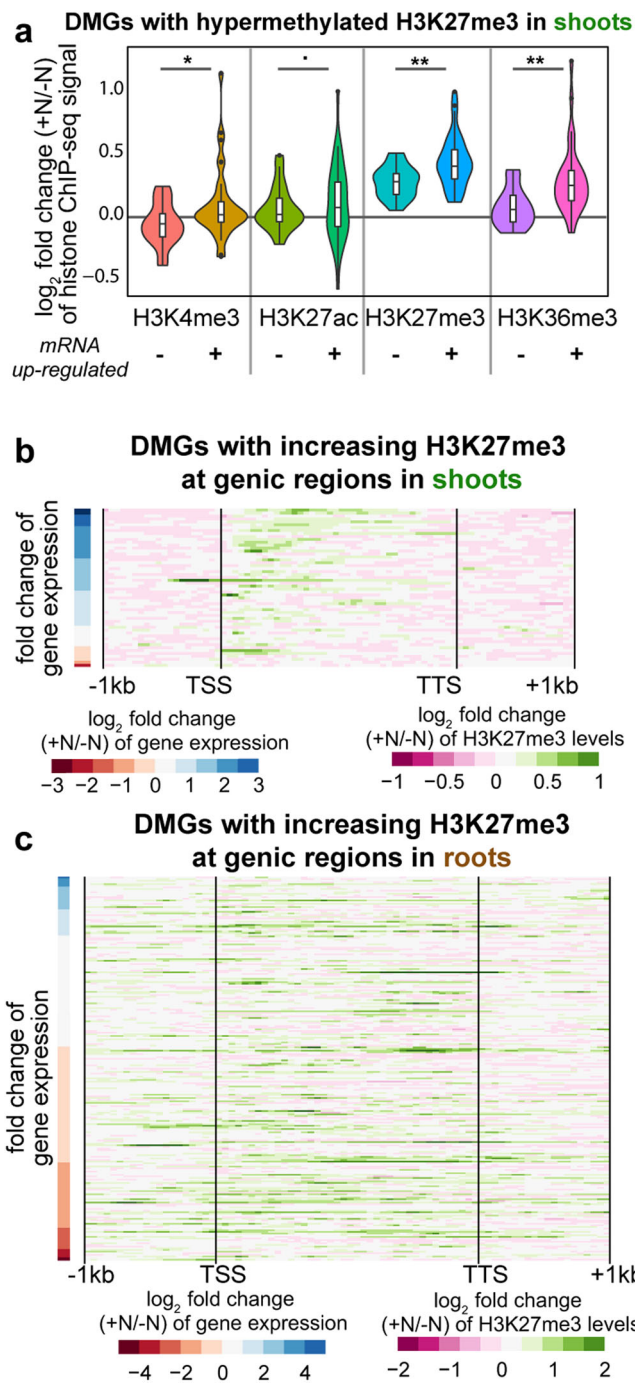 a
DMGs with hypermethylated H3K27me3 in shoots
log2 fold change (+N/-N)
of histone ChIP-seq signal
1.0
0.5
0.0
−0.5
*
.
**
**
H3K4me3 H3K27ac H3K27me3 H3K36me3
mRNA
up-regulated
- + - + - + - +
b
DMGs with increasing H3K27me3
at genic regions in shoots
fold change of
gene expression
-1kb TSS TTS +1kb
log2 fold change
(+N/-N) of gene expression
−3 −2 −1 0 1 2 3
log2 fold change
(+N/-N) of H3K27me3 levels
−1 −0.5 0 0.5 1
c
DMGs with increasing H3K27me3
at genic regions in roots
fold change of
gene expression
-1kb TSS TTS +1kb
log2 fold change
(+N/-N) of gene expression
−4 −2 0 2 4
log2 fold change
(+N/-N) of H3K27me3 levels
−2 −1 0 1 2